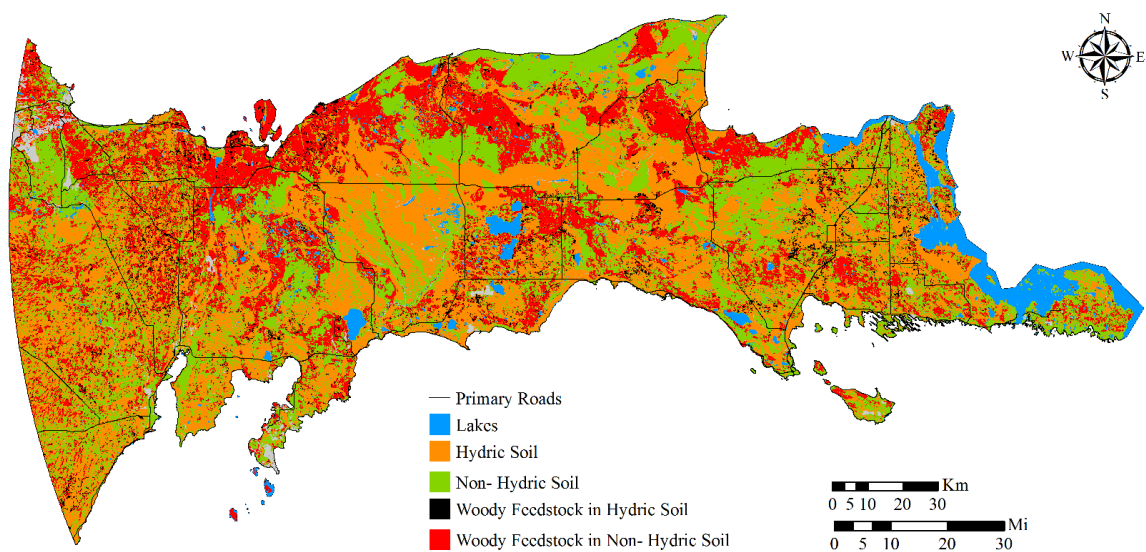 N
W E
S
Primary Roads
Lakes
Hydric Soil
Non- Hydric Soil
Woody Feedstock in Hydric Soil
Woody Feedstock in Non- Hydric Soil
Km
0 5 10 20 30
Mi
0 5 10 20 30